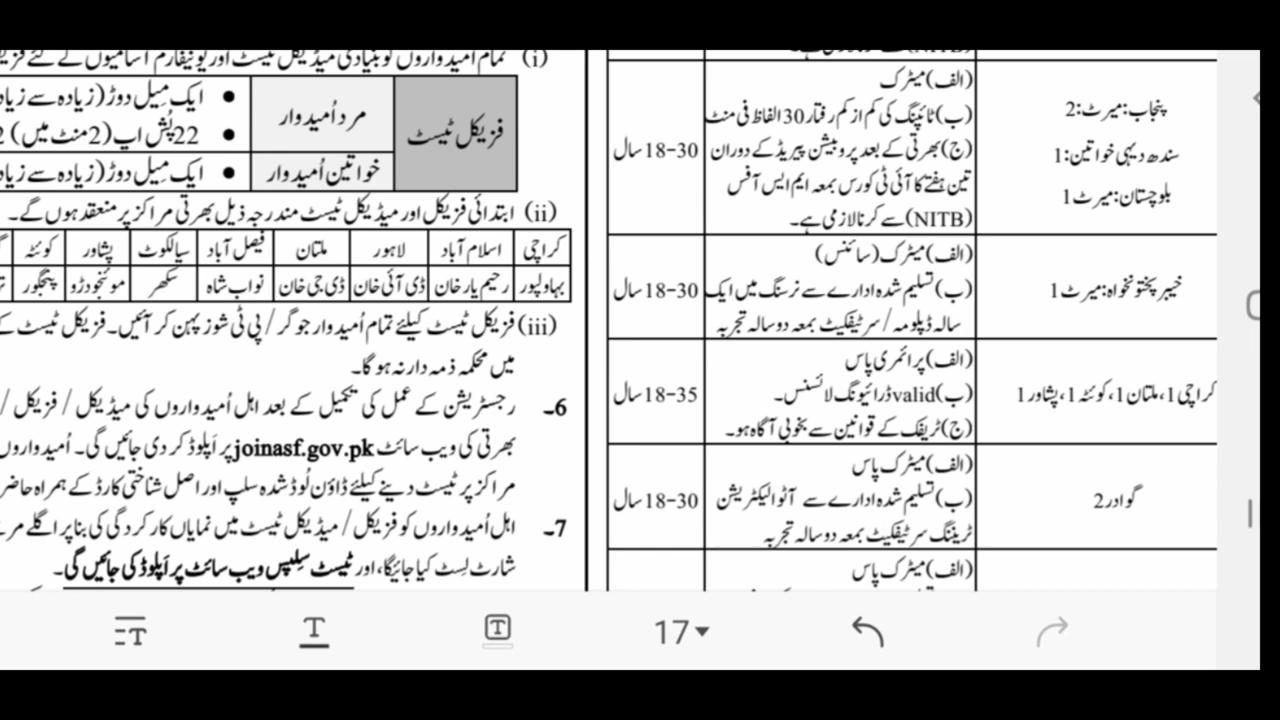 (NITB)
پنجاب:میرٹ:2
سندھ دیہی خواتین:1
بلوچستان:میرٹ 1
(الف)میٹرک
(ب)ٹائپنگ کی کم از کم رفتار 30 الفاظ فی منٹ
(ج)بھرتی کے بعد پروبیشن پیریڈ کے دوران
تین ہفتے کا آئی ٹی کورس بمعہ ایم ایس آفس
(NITB) سے کرنا لازمی ہے۔
18-30 سال
خیبر پختونخواہ:میرٹ 1
(الف)میٹرک(سائنس)
(ب)تسلیم شدہ ادارے سے نرسنگ میں ایک
سالہ ڈپلومہ/سرٹیفکیٹ بمعہ دو سالہ تجربہ
18-30 سال
کراچی 1، ملتان 1، کوئٹہ 1، پشاور 1
(الف)پرائمری پاس
(ب)valid ڈرائیونگ لائسنس۔
(ج)ٹریفک کے قوانین سے بخوبی آگاہ ہو۔
18-35 سال
گوادر 2
(الف)میٹرک پاس
(ب)تسلیم شدہ ادارے سے آٹو الیکٹریشن
ٹریننگ سرٹیفکیٹ بمعہ دو سالہ تجربہ
18-30 سال
(الف)میٹرک پاس
(i) تمام اُمیدواروں کو بنیادی میڈیکل ٹیسٹ اور یونیفارم آسامیوں کے لئے
فزیکل ٹیسٹ
مرد اُمیدوار
• ایک مِیل دوڑ(زیادہ سے
• 22 پُش اپ(2 منٹ میں)
خواتین اُمیدوار
• ایک مِیل دوڑ(زیادہ سے
(ii) ابتدائی فزیکل اور میڈیکل ٹیسٹ مندرجہ ذیل بھرتی مراکز پر منعقد ہوں گے۔
کراچی اسلام آباد لاہور ملتان فیصل آباد سیالکوٹ پشاور کوئٹہ
بہاولپور رحیم یار خان ڈی آئی خان ڈی جی خان نواب شاہ سکھر موئنجودڑو پنجگور
(iii) فزیکل ٹیسٹ کیلئے تمام اُمیدوار جوگر/پی ٹی شوز پہن کر آئیں۔ فزیکل ٹیسٹ کے
میں محکمہ ذمہ دار نہ ہو گا۔
6۔ رجسٹریشن کے عمل کی تکمیل کے بعد اہل اُمیدواروں کی میڈیکل/فزیکل/
بھرتی کی ویب سائٹ joinasf.gov.pk پر اَپلوڈ کر دی جائیں گی۔ اُمیدواروں
مراکز پر ٹیسٹ دینے کیلئے ڈاؤن لُوڈ شدہ سلپ اور اصل شناختی کارڈ کے ہمراہ حاضر
7۔ اہل اُمیدواروں کو فزیکل/میڈیکل ٹیسٹ میں نمایاں کارکردگی کی بنا پر اگلے
شارٹ لِسٹ کیا جائیگا، اور ٹیسٹ سِلپس ویب سائٹ پر اَپلوڈ کی جائیں گی۔
T T T 17